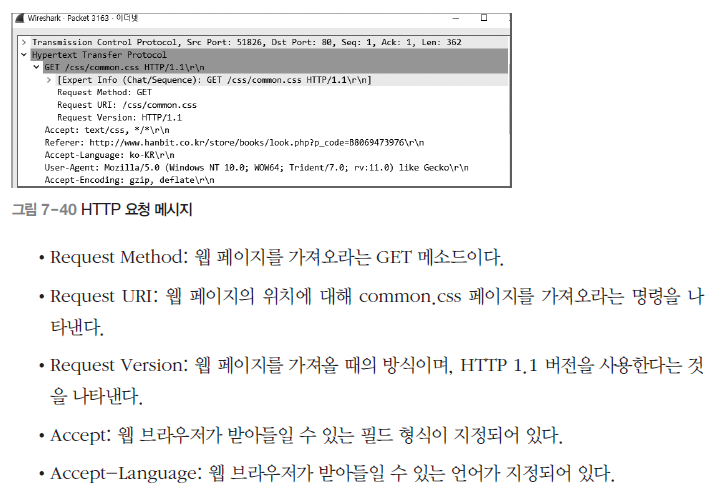 Wireshark · Packet 3163 · 이더넷
> Transmission Control Protocol, Src Port: 51826, Dst Port: 80, Seq: 1, Ack: 1, Len: 362
Hypertext Transfer Protocol
GET /css/common.css HTTP/1.1\r\n
> [Expert Info (Chat/Sequence): GET /css/common.css HTTP/1.1\r\n]
Request Method: GET
Request URI: /css/common.css
Request Version: HTTP/1.1
Accept: text/css, */*\r\n
Referer: http://www.hanbit.co.kr/store/books/look.php?p_code=B8069473976\r\n
Accept-Language: ko-KR\r\n
User-Agent: Mozilla/5.0 (Windows NT 10.0; WOW64; Trident/7.0; rv:11.0) like Gecko\r\n
Accept-Encoding: gzip, deflate\r\n
그림 7-40 HTTP 요청 메시지
• Request Method: 웹 페이지를 가져오라는 GET 메소드이다.
• Request URI: 웹 페이지의 위치에 대해 common.css 페이지를 가져오라는 명령을 나
타낸다.
• Request Version: 웹 페이지를 가져올 때의 방식이며, HTTP 1.1 버전을 사용한다는 것
을 나타낸다.
• Accept: 웹 브라우저가 받아들일 수 있는 필드 형식이 지정되어 있다.
• Accept-Language: 웹 브라우저가 받아들일 수 있는 언어가 지정되어 있다.